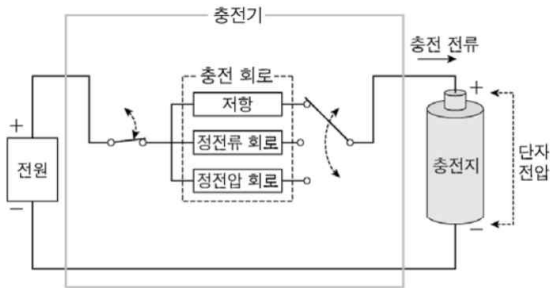 충전기
충전 전류
충전 회로
저항
정전류 회로
정전압 회로
+
전원
−
+
충전지
−
단자
전압